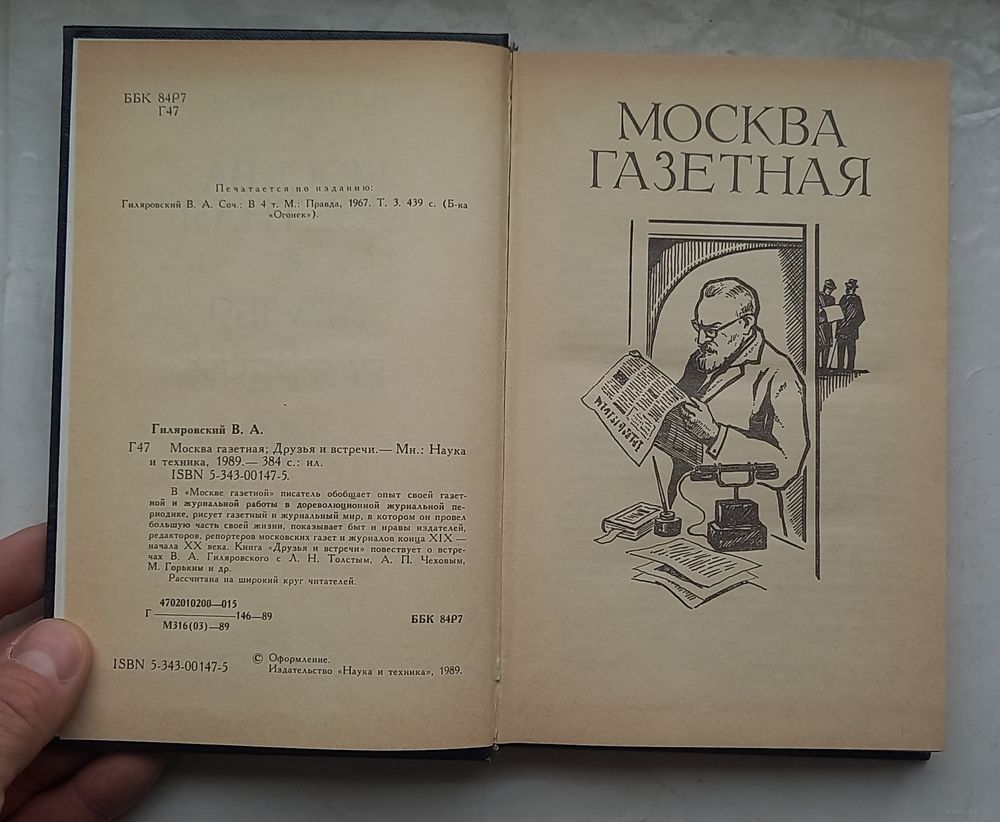 ББК 84Р7
Г47
Печатается по изданию:
Гиляровский В. А. Соч.: В 4 т. М.: Правда, 1967. Т. 3. 439 с. (Б-ка
«Огонек»).
Гиляровский В. А.
Г47 Москва газетная; Друзья и встречи.— Мн.: Наука
и техника, 1989.— 384 с.: ил.
ISBN 5-343-00147-5.
В «Москве газетной» писатель обобщает опыт своей газет-
ной и журнальной работы в дореволюционной журнальной пе-
риодике, рисует газетный и журнальный мир, в котором он провел
большую часть своей жизни, показывает быт и нравы издателей,
редакторов, репортеров московских газет и журналов конца XIX —
начала XX века. Книга «Друзья и встречи» повествует о встре-
чах В. А. Гиляровского с Л. Н. Толстым, А. П. Чеховым,
М. Горьким и др.
Рассчитана на широкий круг читателей.
4702010200—015
Г ———— 146—89
М316(03)—89
ББК 84Р7
ISBN 5-343-00147-5
© Оформление.
Издательство «Наука и техника», 1989.
МОСКВА
ГАЗЕТНАЯ